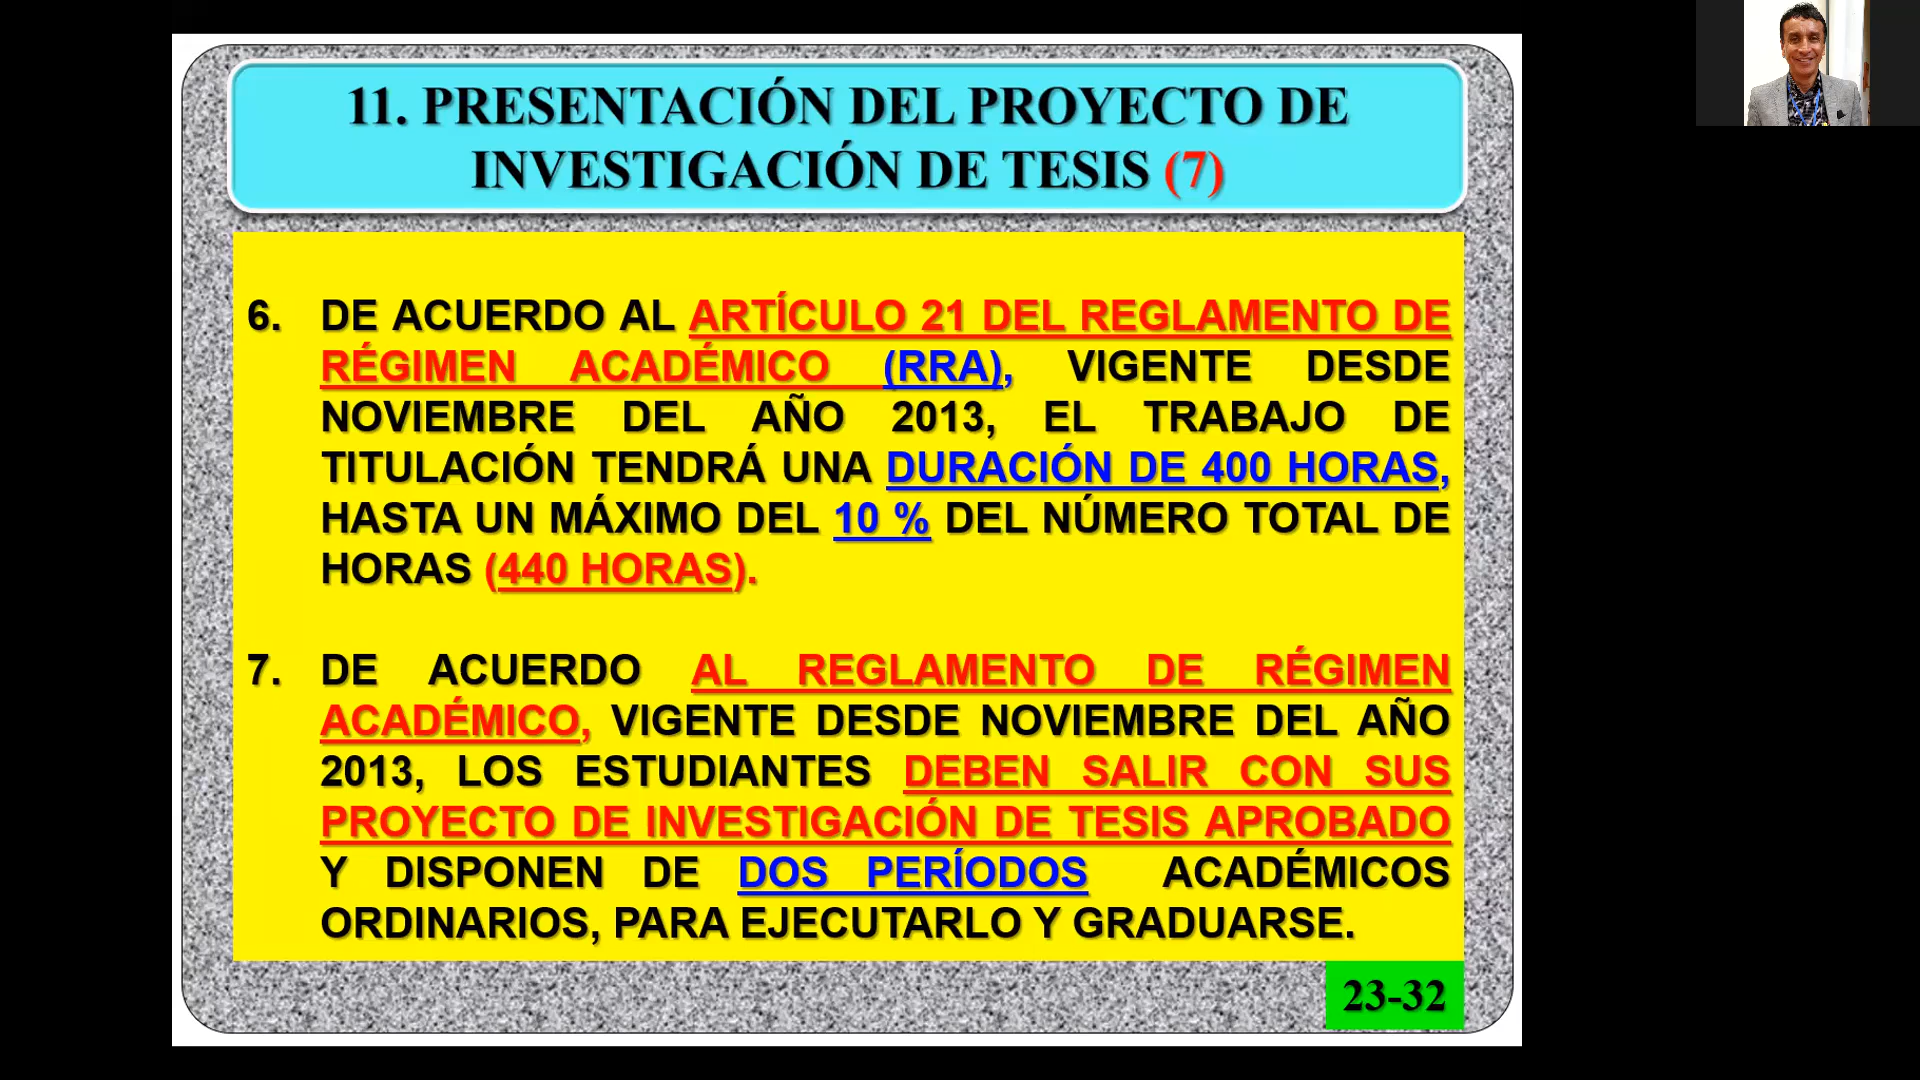 11. PRESENTACIÓN DEL PROYECTO DE
INVESTIGACIÓN DE TESIS (7)
6. DE ACUERDO AL ARTÍCULO 21 DEL REGLAMENTO DE
RÉGIMEN ACADÉMICO (RRA), VIGENTE DESDE
NOVIEMBRE DEL AÑO 2013, EL TRABAJO DE
TITULACIÓN TENDRÁ UNA DURACIÓN DE 400 HORAS,
HASTA UN MÁXIMO DEL 10 % DEL NÚMERO TOTAL DE
HORAS (440 HORAS).
7. DE ACUERDO AL REGLAMENTO DE RÉGIMEN
ACADÉMICO, VIGENTE DESDE NOVIEMBRE DEL AÑO
2013, LOS ESTUDIANTES DEBEN SALIR CON SUS
PROYECTO DE INVESTIGACIÓN DE TESIS APROBADO
Y DISPONEN DE DOS PERÍODOS ACADÉMICOS
ORDINARIOS, PARA EJECUTARLO Y GRADUARSE.
23-32